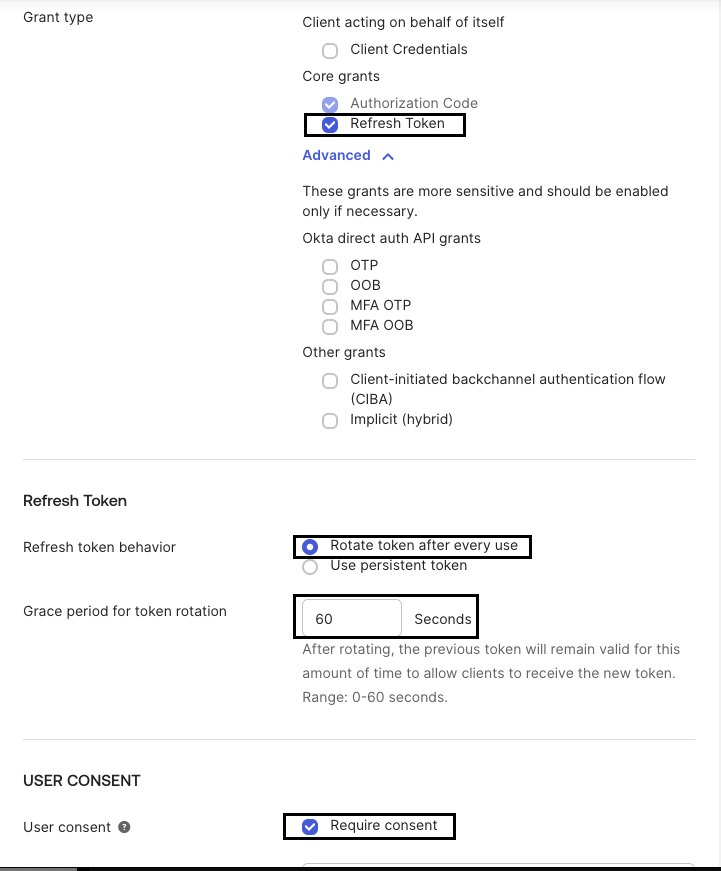 Grant type
Client acting on behalf of itself
Client Credentials
Core grants
Authorization Code
Refresh Token
Advanced
These grants are more sensitive and should be enabled
only if necessary.
Okta direct auth API grants
OTP
OOB
MFA OTP
MFA OOB
Other grants
Client-initiated backchannel authentication flow
(CIBA)
Implicit (hybrid)
Refresh Token
Refresh token behavior
Rotate token after every use
Use persistent token
Grace period for token rotation
60 Seconds
After rotating, the previous token will remain valid for this
amount of time to allow clients to receive the new token.
Range: 0-60 seconds.
USER CONSENT
User consent ?
Require consent